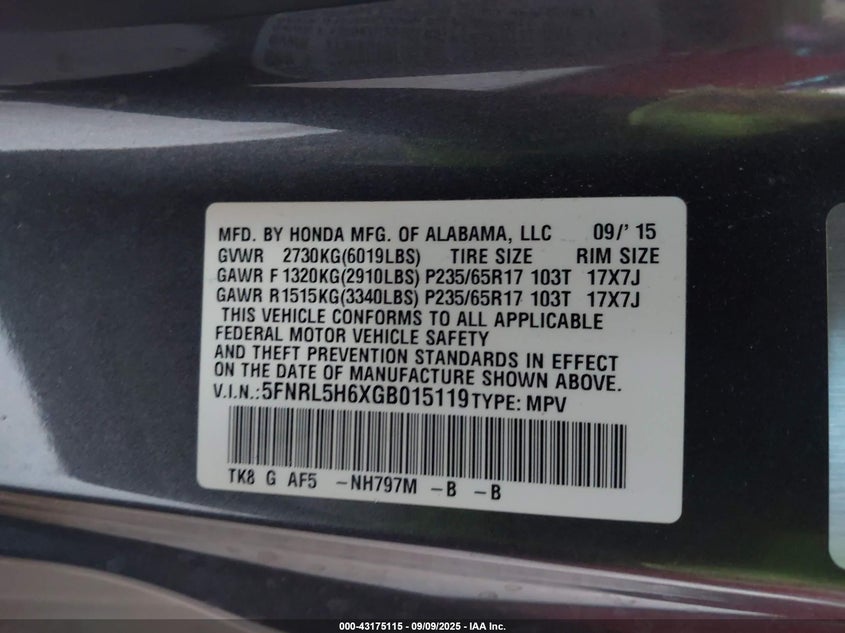 MFD. BY HONDA MFG. OF ALABAMA, LLC 09/' 15
GVWR 2730KG(6019LBS) TIRE SIZE RIM SIZE
GAWR F 1320KG(2910LBS) P235/65R17 103T 17X7J
GAWR R1515KG(3340LBS) P235/65R17 103T 17X7J
THIS VEHICLE CONFORMS TO ALL APPLICABLE
FEDERAL MOTOR VEHICLE SAFETY
AND THEFT PREVENTION STANDARDS IN EFFECT
ON THE DATE OF MANUFACTURE SHOWN ABOVE.
V.I.N.:5FNRL5H6XGB015119 TYPE: MPV
TK8 G AF5 -NH797M -B -B
000-43175115 - 09/09/2025 - IAA Inc.